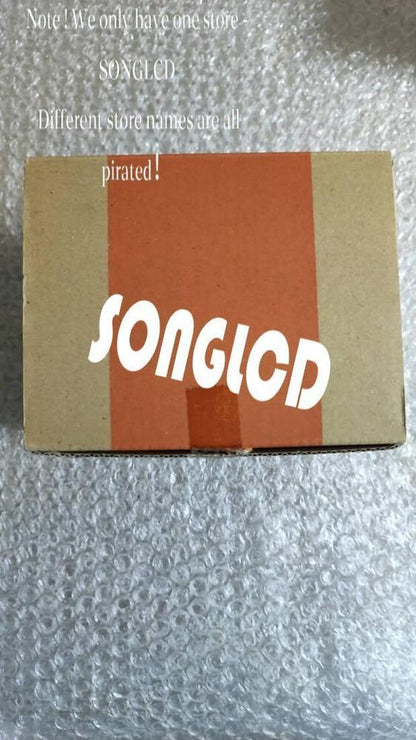 Note ! We only have one store -
SONGLCD
Different store names are all
pirated!
SONGLCD